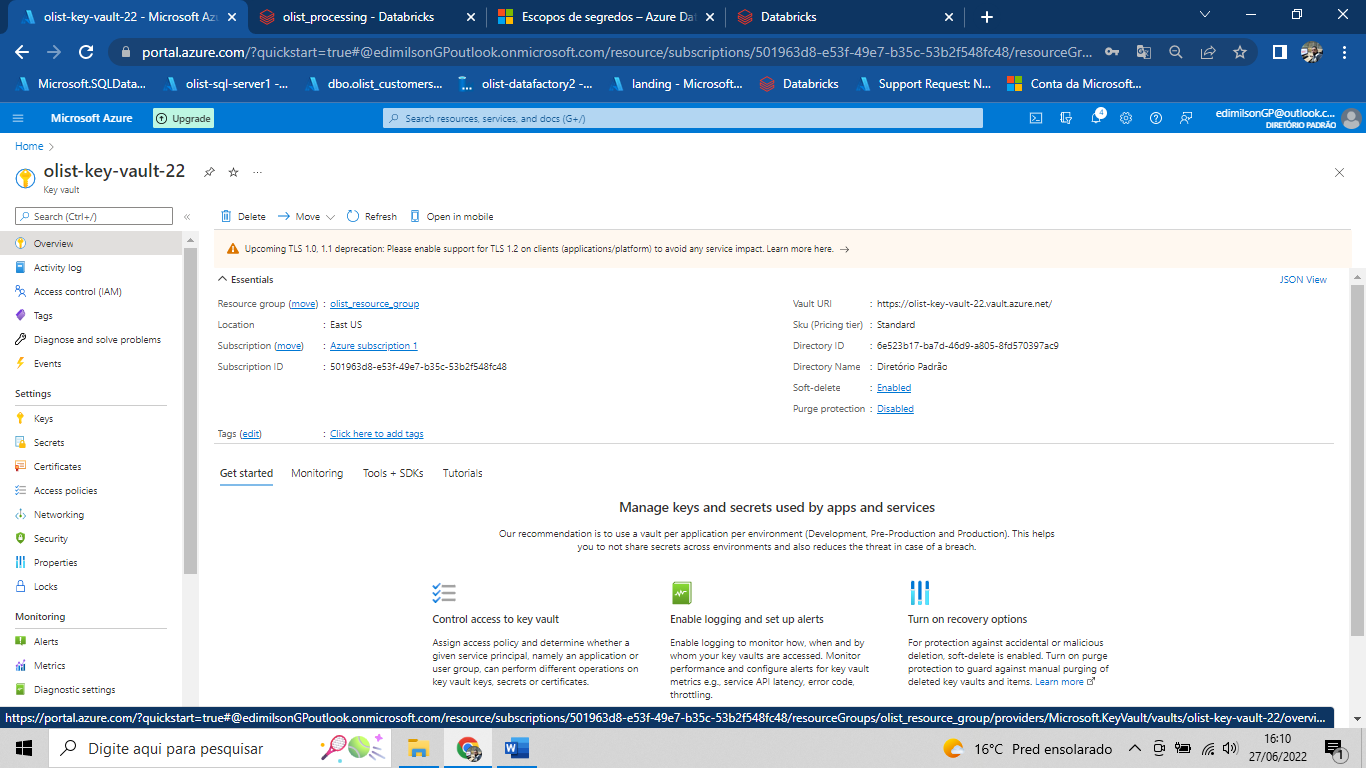 olist-key-vault-22 - Microsoft Azu
olist_processing - Databricks
Escopos de segredos – Azure Da
Databricks
portal.azure.com/?quickstart=true#@edimilsonGPoutlook.onmicrosoft.com/resource/subscriptions/501963d8-e53f-49e7-b35c-53b2f548fc48/resourceGr...
Microsoft.SQLData...
olist-sql-server1 -...
dbo.olist_customers...
olist-datafactory2 -...
landing - Microsoft...
Databricks
Support Request: N...
Conta da Microsoft...
Microsoft Azure
Upgrade
Search resources, services, and docs (G+/)
4
edimilsonGP@outlook.c...
DIRETÓRIO PADRÃO
Home
olist-key-vault-22
Key vault
Search (Ctrl+/)
Delete
Move
Refresh
Open in mobile
Overview
Activity log
Access control (IAM)
Tags
Diagnose and solve problems
Events
Settings
Keys
Secrets
Certificates
Access policies
Networking
Security
Properties
Locks
Monitoring
Alerts
Metrics
Diagnostic settings
Upcoming TLS 1.0, 1.1 deprecation: Please enable support for TLS 1.2 on clients (applications/platform) to avoid any service impact. Learn more here.
Essentials
JSON View
Resource group (move) : olist_resource_group
Location : East US
Subscription (move) : Azure subscription 1
Subscription ID : 501963d8-e53f-49e7-b35c-53b2f548fc48
Vault URI : https://olist-key-vault-22.vault.azure.net/
Sku (Pricing tier) : Standard
Directory ID : 6e523b17-ba7d-46d9-a805-8fd570397ac9
Directory Name : Diretório Padrão
Soft-delete : Enabled
Purge protection : Disabled
Tags (edit) : Click here to add tags
Get started
Monitoring
Tools + SDKs
Tutorials
Manage keys and secrets used by apps and services
Our recommendation is to use a vault per application per environment (Development, Pre-Production and Production). This helps
you to not share secrets across environments and also reduces the threat in case of a breach.
Control access to key vault
Assign access policy and determine whether a
given service principal, namely an application or
user group, can perform different operations on
key vault keys, secrets or certificates.
Enable logging and set up alerts
Enable logging to monitor how, when and by
whom your key vaults are accessed. Monitor
performance and configure alerts for key vault
metrics e.g., service API latency, error code,
throttling.
Turn on recovery options
For protection against accidental or malicious
deletion, soft-delete is enabled. Turn on purge
protection to guard against manual purging of
deleted key vaults and items. Learn more
https://portal.azure.com/?quickstart=true#@edimilsonGPoutlook.onmicrosoft.com/resource/subscriptions/501963d8-e53f-49e7-b35c-53b2f548fc48/resourceGroups/olist_resource_group/providers/Microsoft.KeyVault/vaults/olist-key-vault-22/overvi...
Digite aqui para pesquisar
16°C Pred ensolarado
16:10
27/06/2022
1